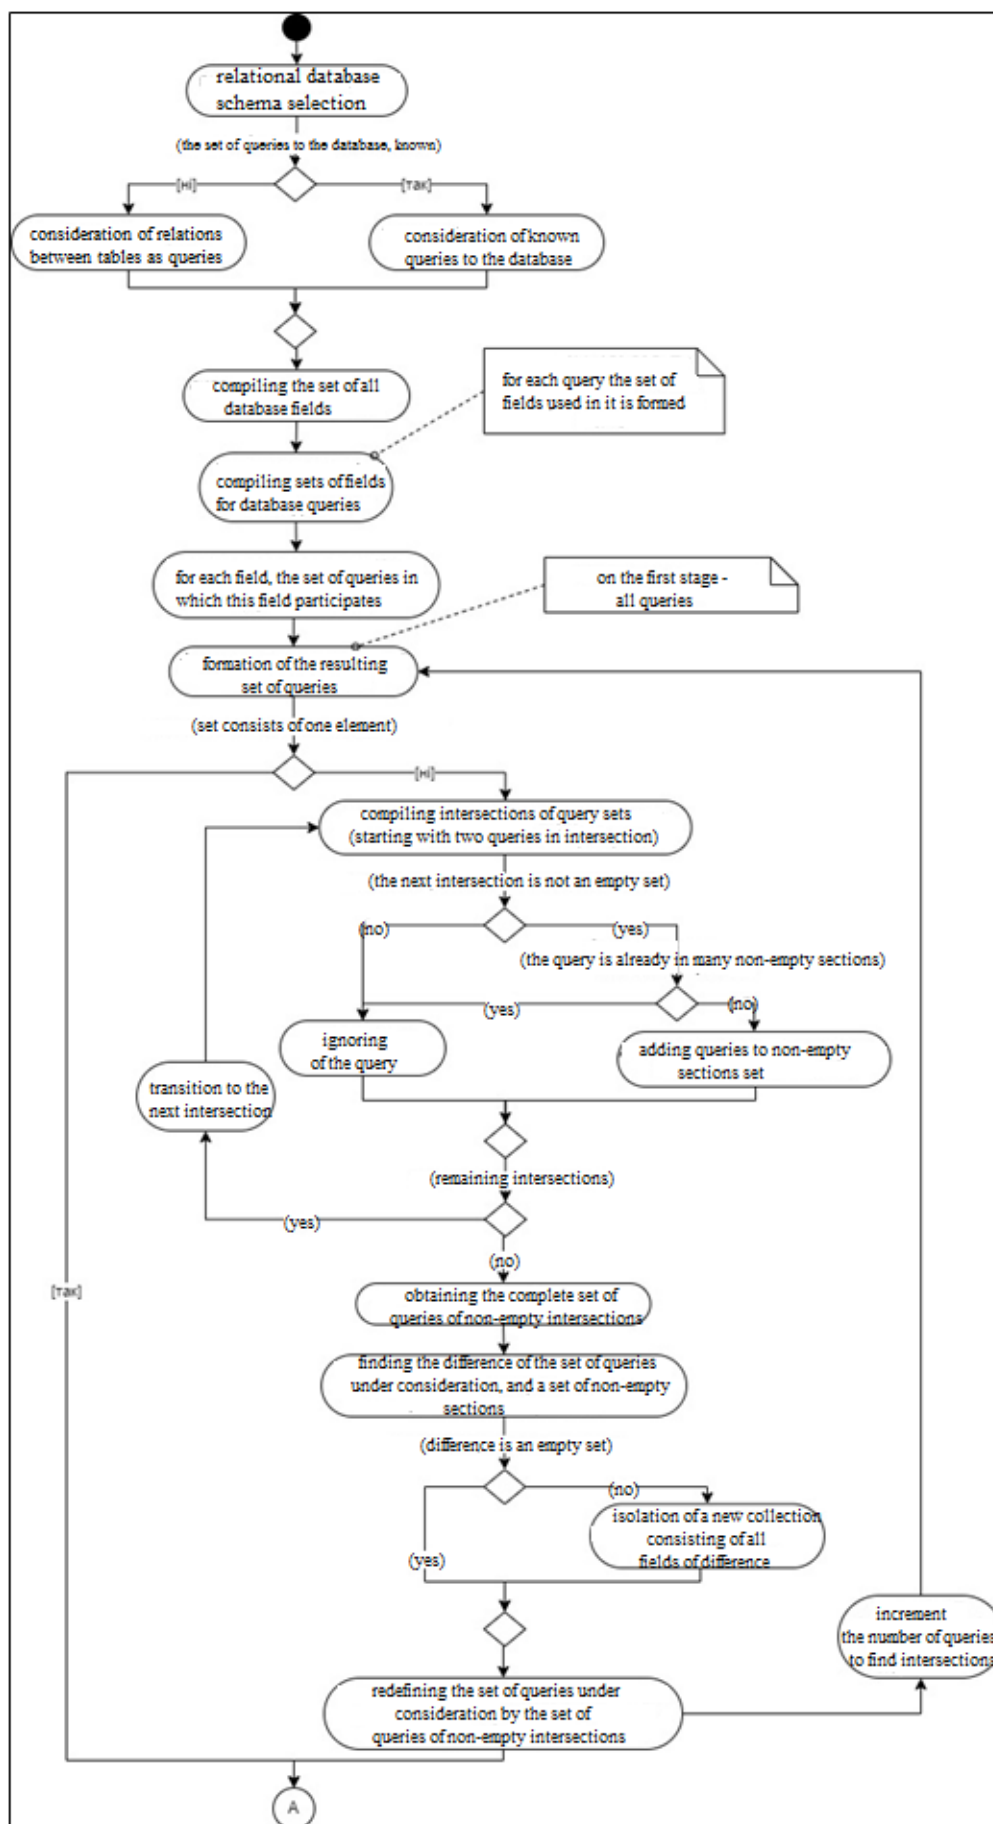 relational database
schema selection
(the set of queries to the database, known)
[ні]
[так]
consideration of relations
between tables as queries
consideration of known
queries to the database
compiling the set of all
database fields
for each query the set of
fields used in it is formed
compiling sets of fields
for database queries
for each field, the set of queries in
which this field participates
on the first stage -
all queries
formation of the resulting
set of queries
(set consists of one element)
[ні]
compiling intersections of query sets
(starting with two queries in intersection)
(the next intersection is not an empty set)
(no)
(yes)
(the query is already in many non-empty sections)
(yes)
(no)
ignoring
of the query
adding queries to non-empty
sections set
transition to the
next intersection
(remaining intersections)
(yes)
(no)
[так]
obtaining the complete set of
queries of non-empty intersections
finding the difference of the set of queries
under consideration, and a set of non-empty
sections
(difference is an empty set)
(no)
isolation of a new collection
consisting of all
fields of difference
(yes)
increment
the number of queries
to find intersections
redefining the set of queries under
consideration by the set of
queries of non-empty intersections
A